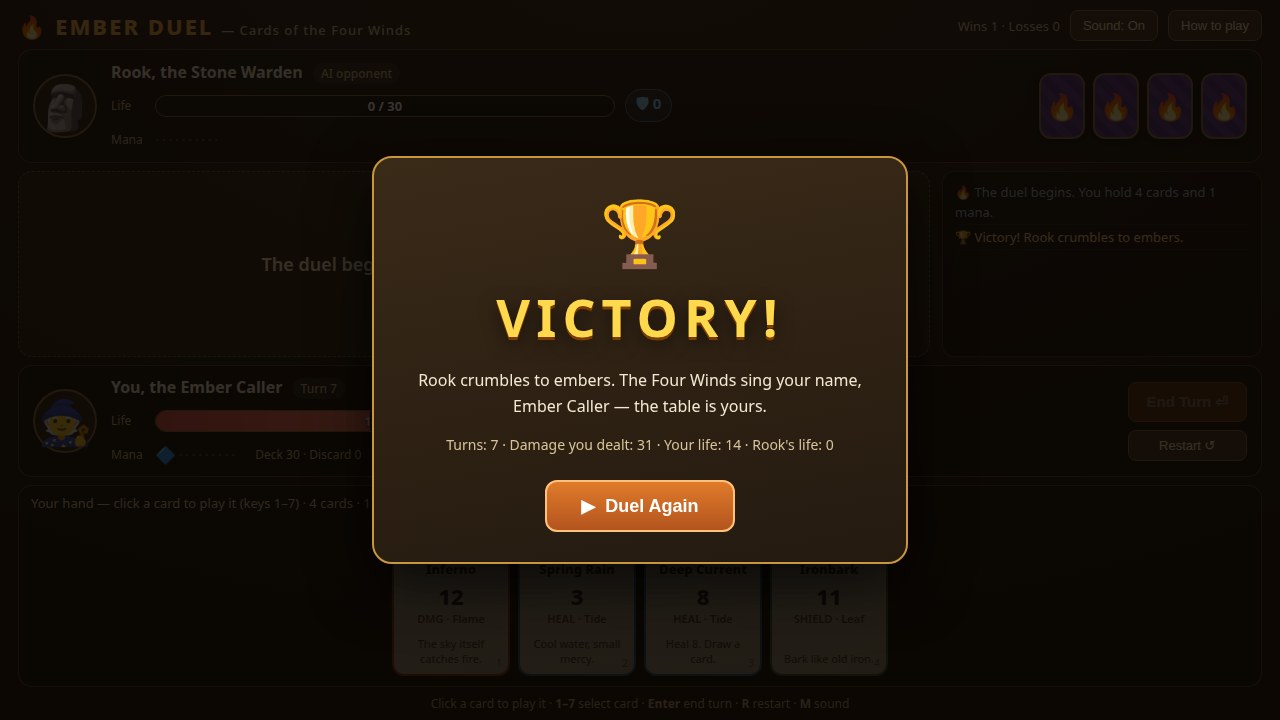 EMBER DUEL — Cards of the Four Winds
Wins 1 · Losses 0
Sound: On
How to play
Rook, the Stone Warden
AI opponent
Life
0 / 30
0
Mana
The duel beg
🔥 The duel begins. You hold 4 cards and 1
mana.
🏆 Victory! Rook crumbles to embers.
VICTORY!
Rook crumbles to embers. The Four Winds sing your name,
Ember Caller — the table is yours.
Turns: 7 · Damage you dealt: 31 · Your life: 14 · Rook's life: 0
▶ Duel Again
You, the Ember Caller
Turn 7
Life
Mana
Deck 30 · Discard 0
End Turn ⏎
Restart ↺
Your hand — click a card to play it (keys 1–7) · 4 cards · 1
Inferno
12
DMG · Flame
The sky itself
catches fire.
1
Spring Rain
3
HEAL · Tide
Cool water, small
mercy.
2
Deep Current
8
HEAL · Tide
Heal 8. Draw a
card.
3
Ironbark
11
SHIELD · Leaf
Bark like old iron.
4
Click a card to play it · 1–7 select card · Enter end turn · R restart · M sound